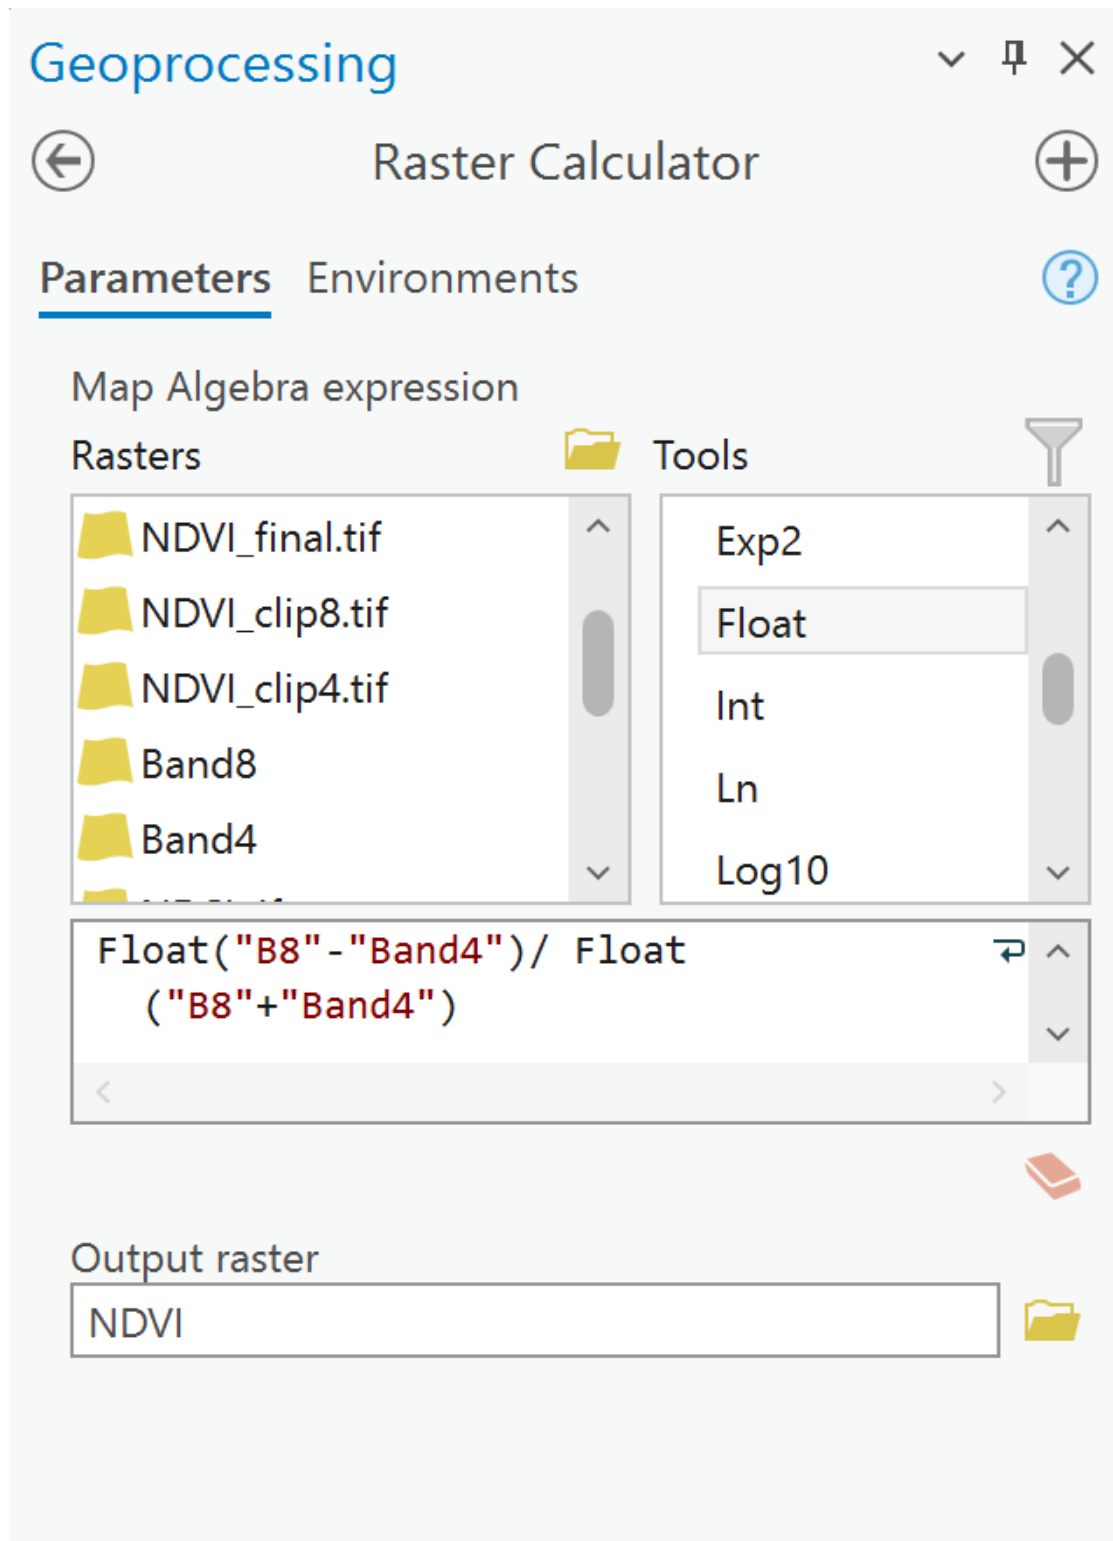 Geoprocessing
Raster Calculator
Parameters Environments
Map Algebra expression
Rasters
NDVI_final.tif
NDVI_clip8.tif
NDVI_clip4.tif
Band8
Band4
Tools
Exp2
Float
Int
Ln
Log10
Float("B8"-"Band4")/ Float
("B8"+"Band4")
Output raster
NDVI